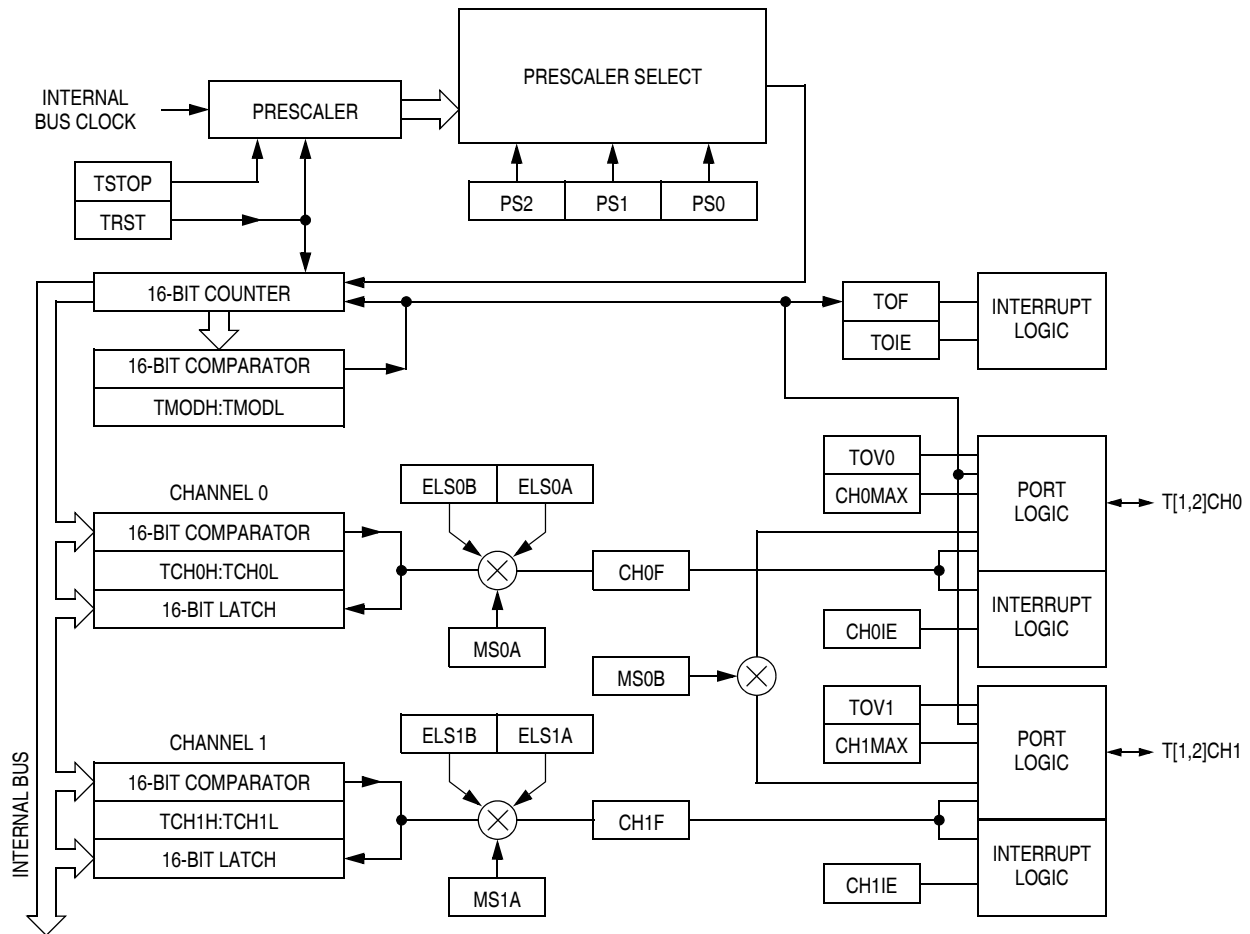 PRESCALER SELECT
INTERNAL
BUS CLOCK
PRESCALER
TSTOP
TRST
PS2
PS1
PS0
16-BIT COUNTER
TOF
TOIE
INTERRUPT
LOGIC
16-BIT COMPARATOR
TMODH:TMODL
CHANNEL 0
ELS0B
ELS0A
TOV0
CH0MAX
PORT
LOGIC
T[1,2]CH0
16-BIT COMPARATOR
TCH0H:TCH0L
16-BIT LATCH
CH0F
MS0A
CH0IE
INTERRUPT
LOGIC
MS0B
CHANNEL 1
ELS1B
ELS1A
TOV1
CH1MAX
PORT
LOGIC
T[1,2]CH1
16-BIT COMPARATOR
TCH1H:TCH1L
16-BIT LATCH
CH1F
MS1A
CH1IE
INTERRUPT
LOGIC
INTERNAL BUS